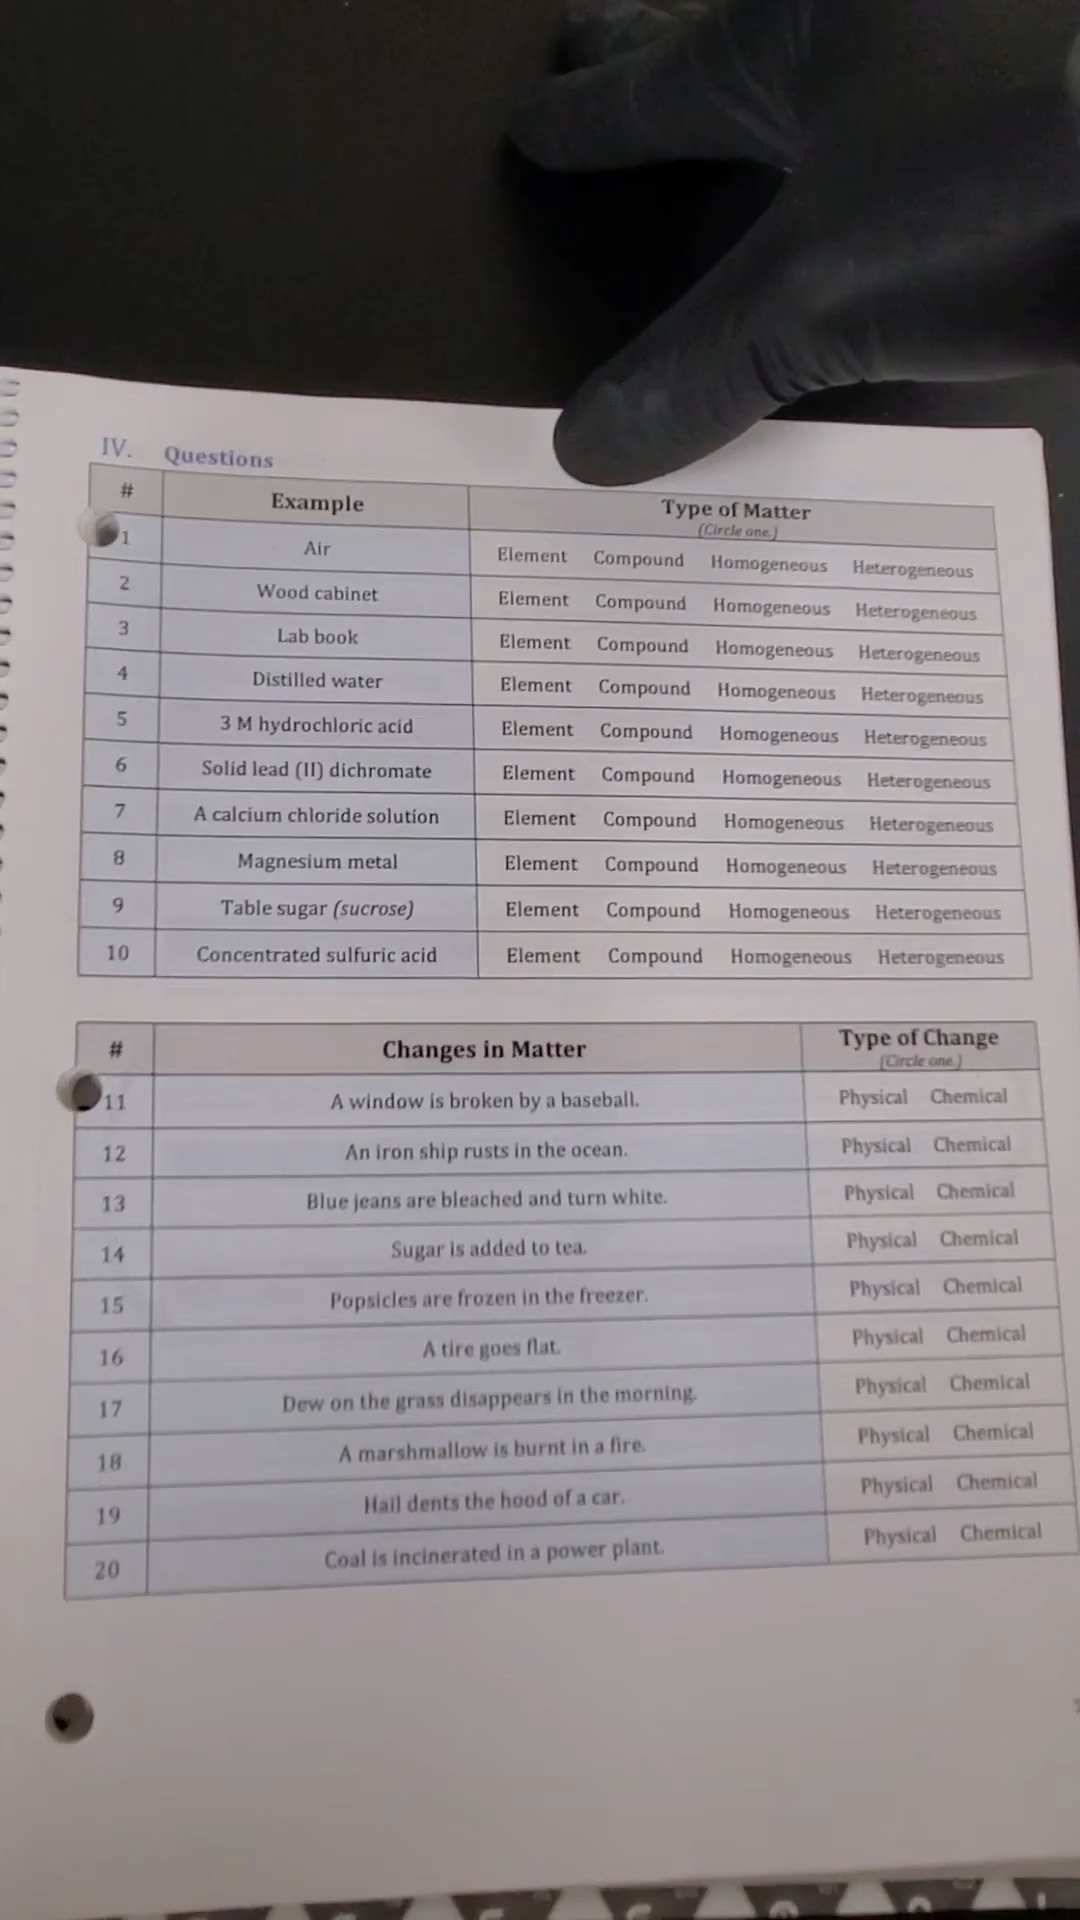 IV. Questions
# Example Type of Matter
(Circle one.)
1 Air Element Compound Homogeneous Heterogeneous
2 Wood cabinet Element Compound Homogeneous Heterogeneous
3 Lab book Element Compound Homogeneous Heterogeneous
4 Distilled water Element Compound Homogeneous Heterogeneous
5 3 M hydrochloric acid Element Compound Homogeneous Heterogeneous
6 Solid lead (II) dichromate Element Compound Homogeneous Heterogeneous
7 A calcium chloride solution Element Compound Homogeneous Heterogeneous
8 Magnesium metal Element Compound Homogeneous Heterogeneous
9 Table sugar (sucrose) Element Compound Homogeneous Heterogeneous
10 Concentrated sulfuric acid Element Compound Homogeneous Heterogeneous
# Changes in Matter Type of Change
(Circle one.)
11 A window is broken by a baseball. Physical Chemical
12 An iron ship rusts in the ocean. Physical Chemical
13 Blue jeans are bleached and turn white. Physical Chemical
14 Sugar is added to tea. Physical Chemical
15 Popsicles are frozen in the freezer. Physical Chemical
16 A tire goes flat. Physical Chemical
17 Dew on the grass disappears in the morning. Physical Chemical
18 A marshmallow is burnt in a fire. Physical Chemical
19 Hail dents the hood of a car. Physical Chemical
20 Coal is incinerated in a power plant. Physical Chemical